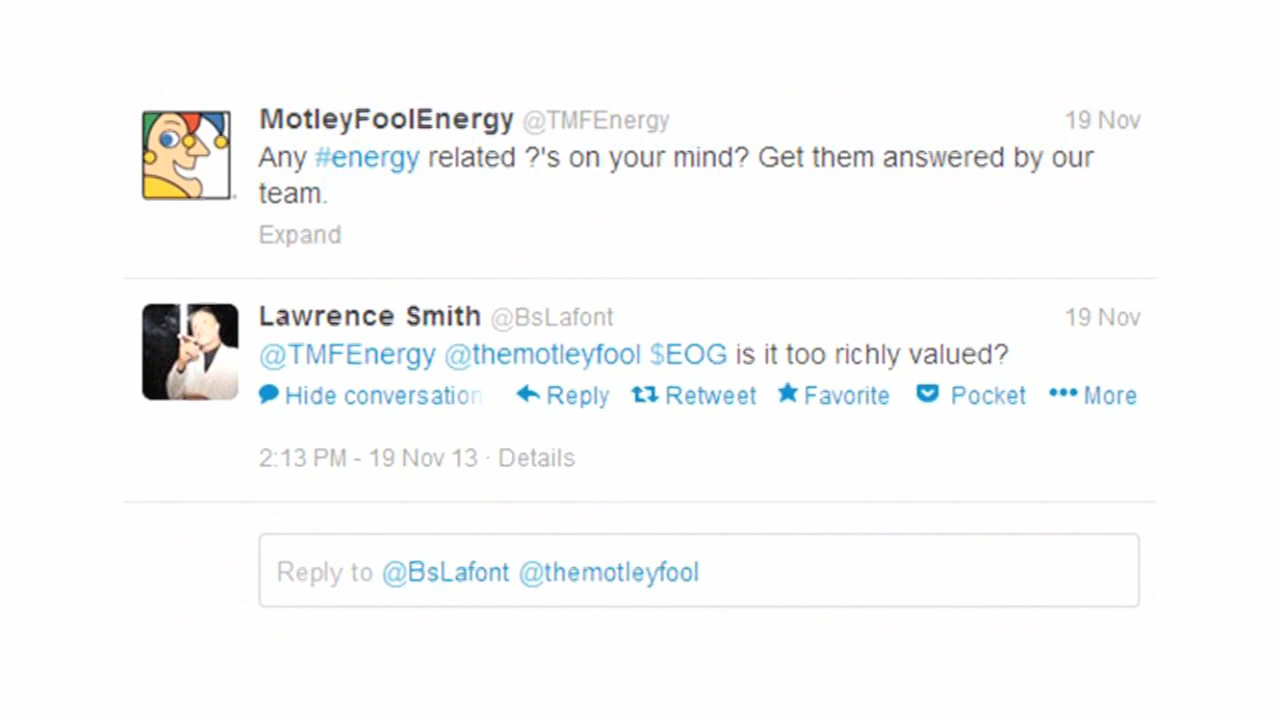 MotleyFoolEnergy @TMFEnergy 19 Nov
Any #energy related ?'s on your mind? Get them answered by our
team.
Expand
Lawrence Smith @BsLafont 19 Nov
@TMFEnergy @themotleyfool $EOG is it too richly valued?
Hide conversation Reply Retweet Favorite Pocket More
2:13 PM - 19 Nov 13 · Details
Reply to @BsLafont @themotleyfool